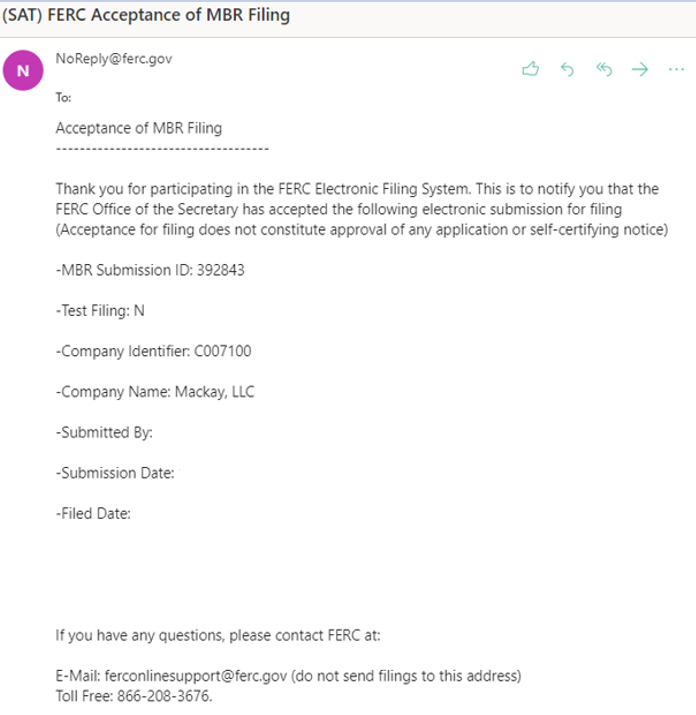 (SAT) FERC Acceptance of MBR Filing
N
NoReply@ferc.gov
To:
Acceptance of MBR Filing
------------------------------------
Thank you for participating in the FERC Electronic Filing System. This is to notify you that the
FERC Office of the Secretary has accepted the following electronic submission for filing
(Acceptance for filing does not constitute approval of any application or self-certifying notice)
-MBR Submission ID: 392843
-Test Filing: N
-Company Identifier: C007100
-Company Name: Mackay, LLC
-Submitted By:
-Submission Date:
-Filed Date:
If you have any questions, please contact FERC at:
E-Mail: ferconlinesupport@ferc.gov (do not send filings to this address)
Toll Free: 866-208-3676.